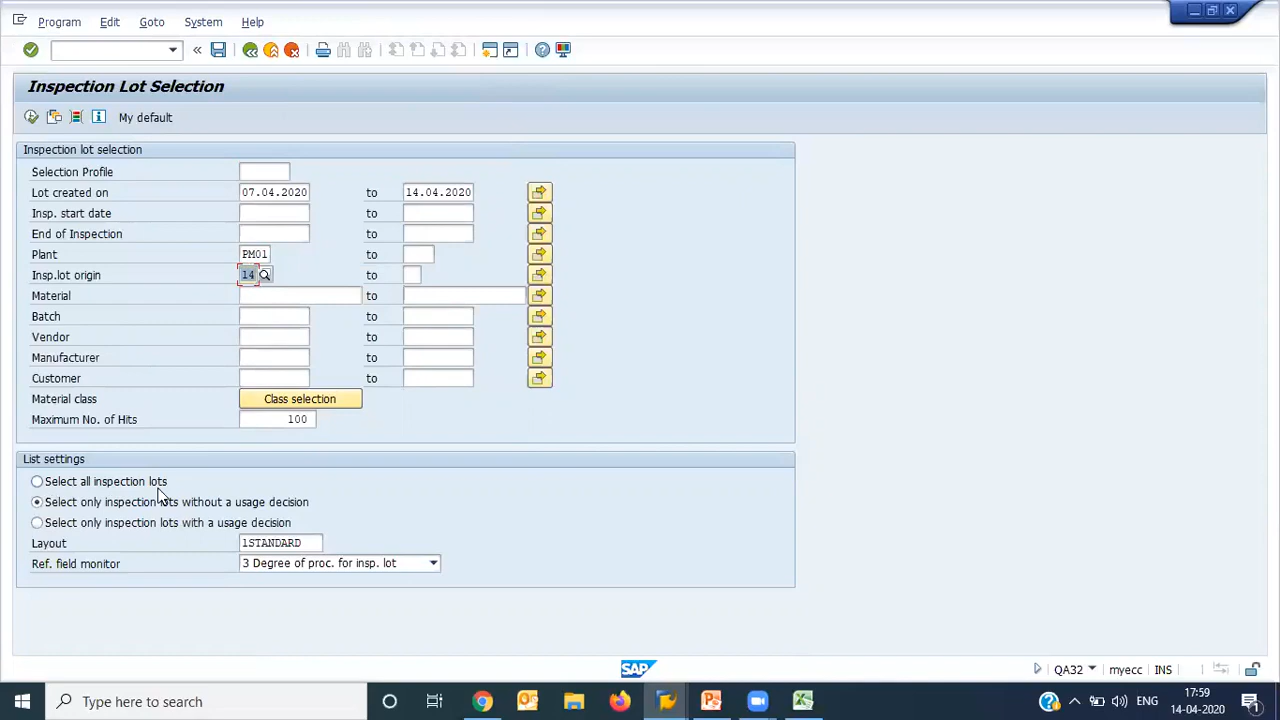 Program Edit Goto System Help
Inspection Lot Selection
My default
Inspection lot selection
Selection Profile
Lot created on 07.04.2020 to 14.04.2020
Insp. start date to
End of Inspection to
Plant PM01 to
Insp.lot origin 14 to
Material to
Batch to
Vendor to
Manufacturer to
Customer to
Material class Class selection
Maximum No. of Hits 100
List settings
Select all inspection lots
Select only inspection lots without a usage decision
Select only inspection lots with a usage decision
Layout 1STANDARD
Ref. field monitor 3 Degree of proc. for insp. lot
SAP QA32 myecc INS
Type here to search ENG 17:59
14-04-2020 1